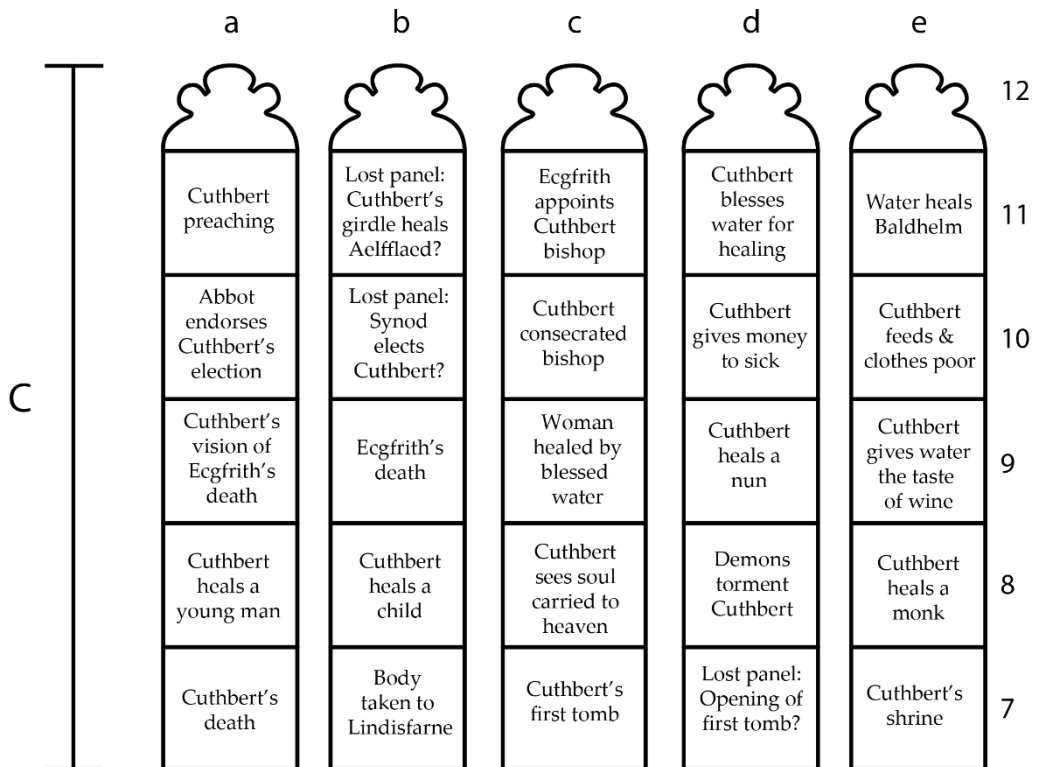 a b c d e
12
Cuthbert
preaching
Lost panel:
Cuthbert’s
girdle heals
Aelfflaed?
Ecgfrith
appoints
Cuthbert
bishop
Cuthbert
blesses
water for
healing
Water heals
Baldhelm
11
Abbot
endorses
Cuthbert’s
election
Lost panel:
Synod
elects
Cuthbert?
Cuthbert
consecrated
bishop
Cuthbert
gives money
to sick
Cuthbert
feeds &
clothes poor
10
C
Cuthbert’s
vision of
Ecgfrith’s
death
Ecgfrith’s
death
Woman
healed by
blessed
water
Cuthbert
heals a
nun
Cuthbert
gives water
the taste
of wine
9
Cuthbert
heals a
young man
Cuthbert
heals a
child
Cuthbert
sees soul
carried to
heaven
Demons
torment
Cuthbert
Cuthbert
heals a
monk
8
Cuthbert’s
death
Body
taken to
Lindisfarne
Cuthbert’s
first tomb
Lost panel:
Opening of
first tomb?
Cuthbert’s
shrine
7